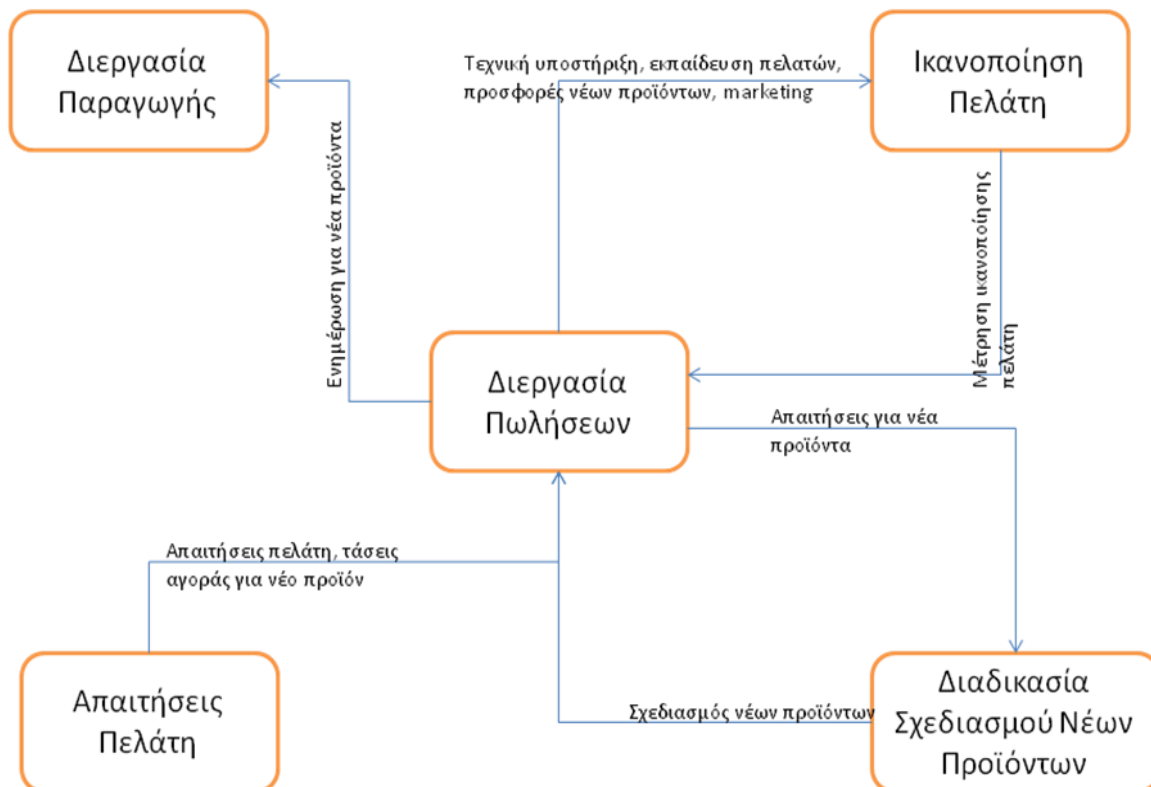 Διεργασία
Παραγωγής
Τεχνική υποστήριξη, εκπαίδευση πελατών,
προσφορές νέων προϊόντων, marketing
Ικανοποίηση
Πελάτη
Ενημέρωση για νέα προϊόντα
Μέτρηση ικανοποίησης
πελάτη
Διεργασία
Πωλήσεων
Απαιτήσεις για νέα
προϊόντα
Απαιτήσεις πελάτη, τάσεις
αγοράς για νέο προϊόν
Απαιτήσεις
Πελάτη
Σχεδιασμός νέων προϊόντων
Διαδικασία
Σχεδιασμού Νέων
Προϊόντων